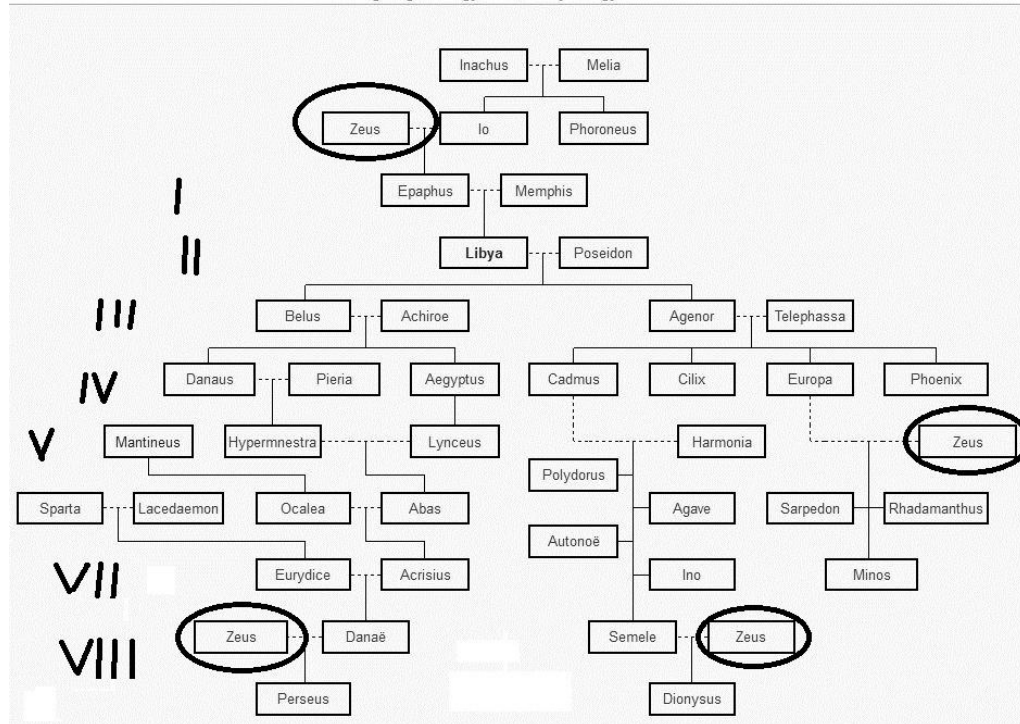 Inachus Melia
Zeus Io Phoroneus
I
Epaphus Memphis
II
Libya Poseidon
III
Belus Achiroe Agenor Telephassa
IV
Danaus Pieria Aegyptus Cadmus Cilix Europa Phoenix
V
Mantineus Hypermnestra Lynceus Harmonia Zeus
Polydorus
Sparta Lacedaemon Ocalea Abas Agave Sarpedon Rhadamanthus
Autonoë
VII
Eurydice Acrisius Ino Minos
Zeus Danaë Semele Zeus
VIII
Perseus Dionysus